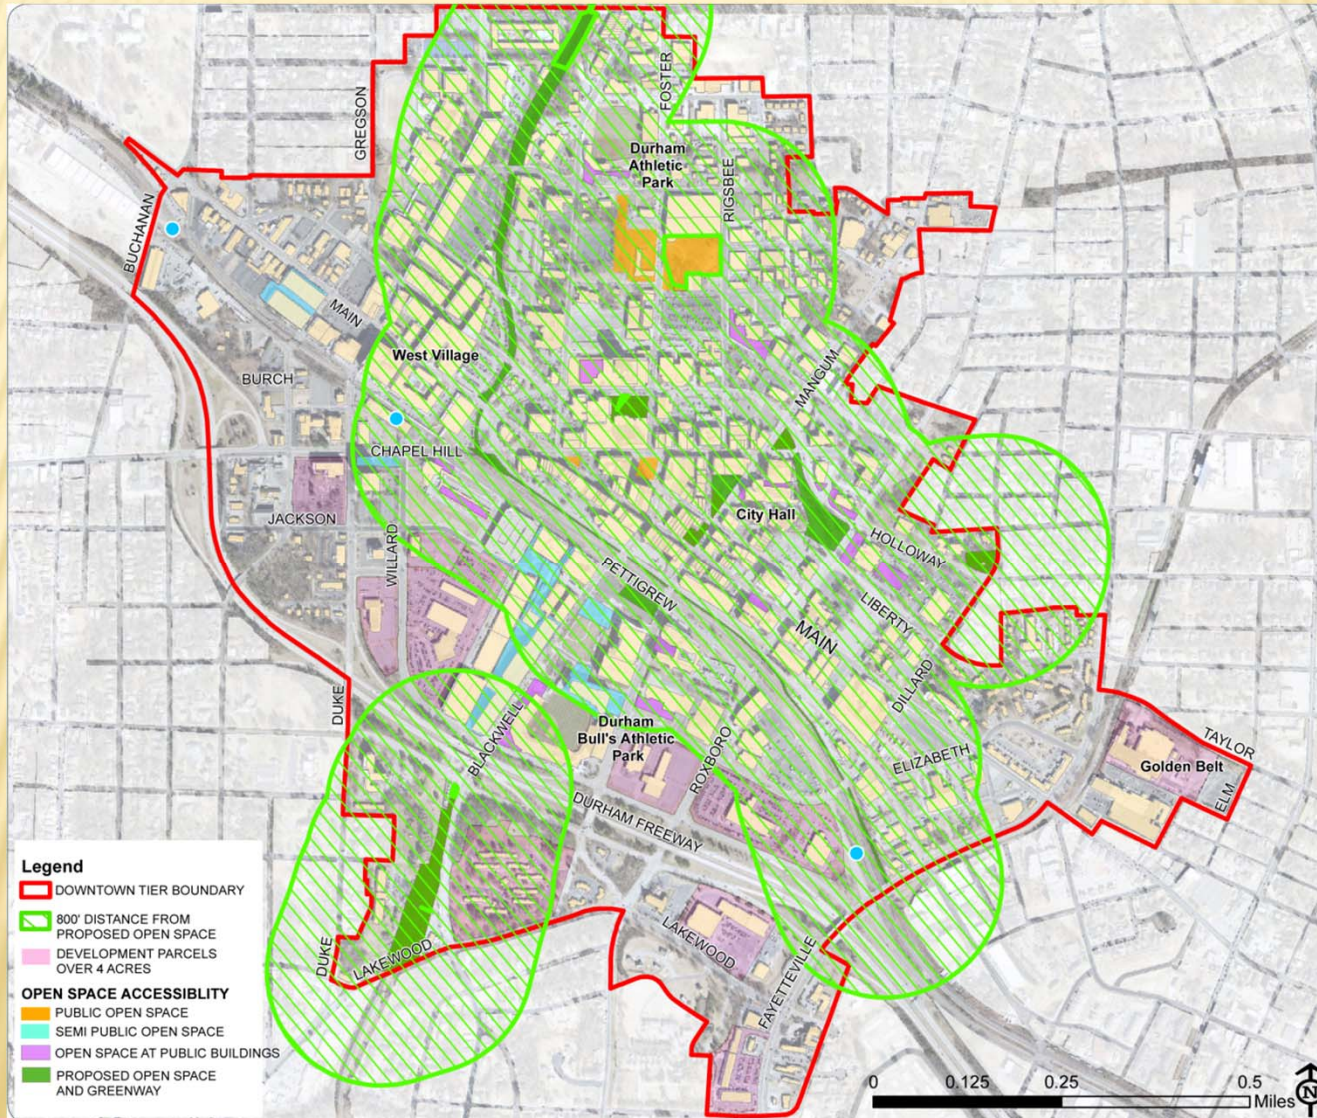 FOSTER
GREGSON
Durham
Athletic
Park
RIGSBEE
BUCHANAN
MAIN
West Village
BURCH
MANGUM
CHAPEL HILL
JACKSON
City Hall
WILLARD
HOLLOWAY
PETTIGREW
LIBERTY
MAIN
DILLARD
DUKE
BLACKWELL
Durham
Bull's Athletic
Park
ROXBORO
ELIZABETH
TAYLOR
Golden Belt
ELM
DURHAM FREEWAY
LAKEWOOD
DUKE
LAKEWOOD
FAYETTEVILLE
Legend
DOWNTOWN TIER BOUNDARY
800' DISTANCE FROM
PROPOSED OPEN SPACE
DEVELOPMENT PARCELS
OVER 4 ACRES
OPEN SPACE ACCESSIBLITY
PUBLIC OPEN SPACE
SEMI PUBLIC OPEN SPACE
OPEN SPACE AT PUBLIC BUILDINGS
PROPOSED OPEN SPACE
AND GREENWAY
0 0.125 0.25 0.5
Miles
N